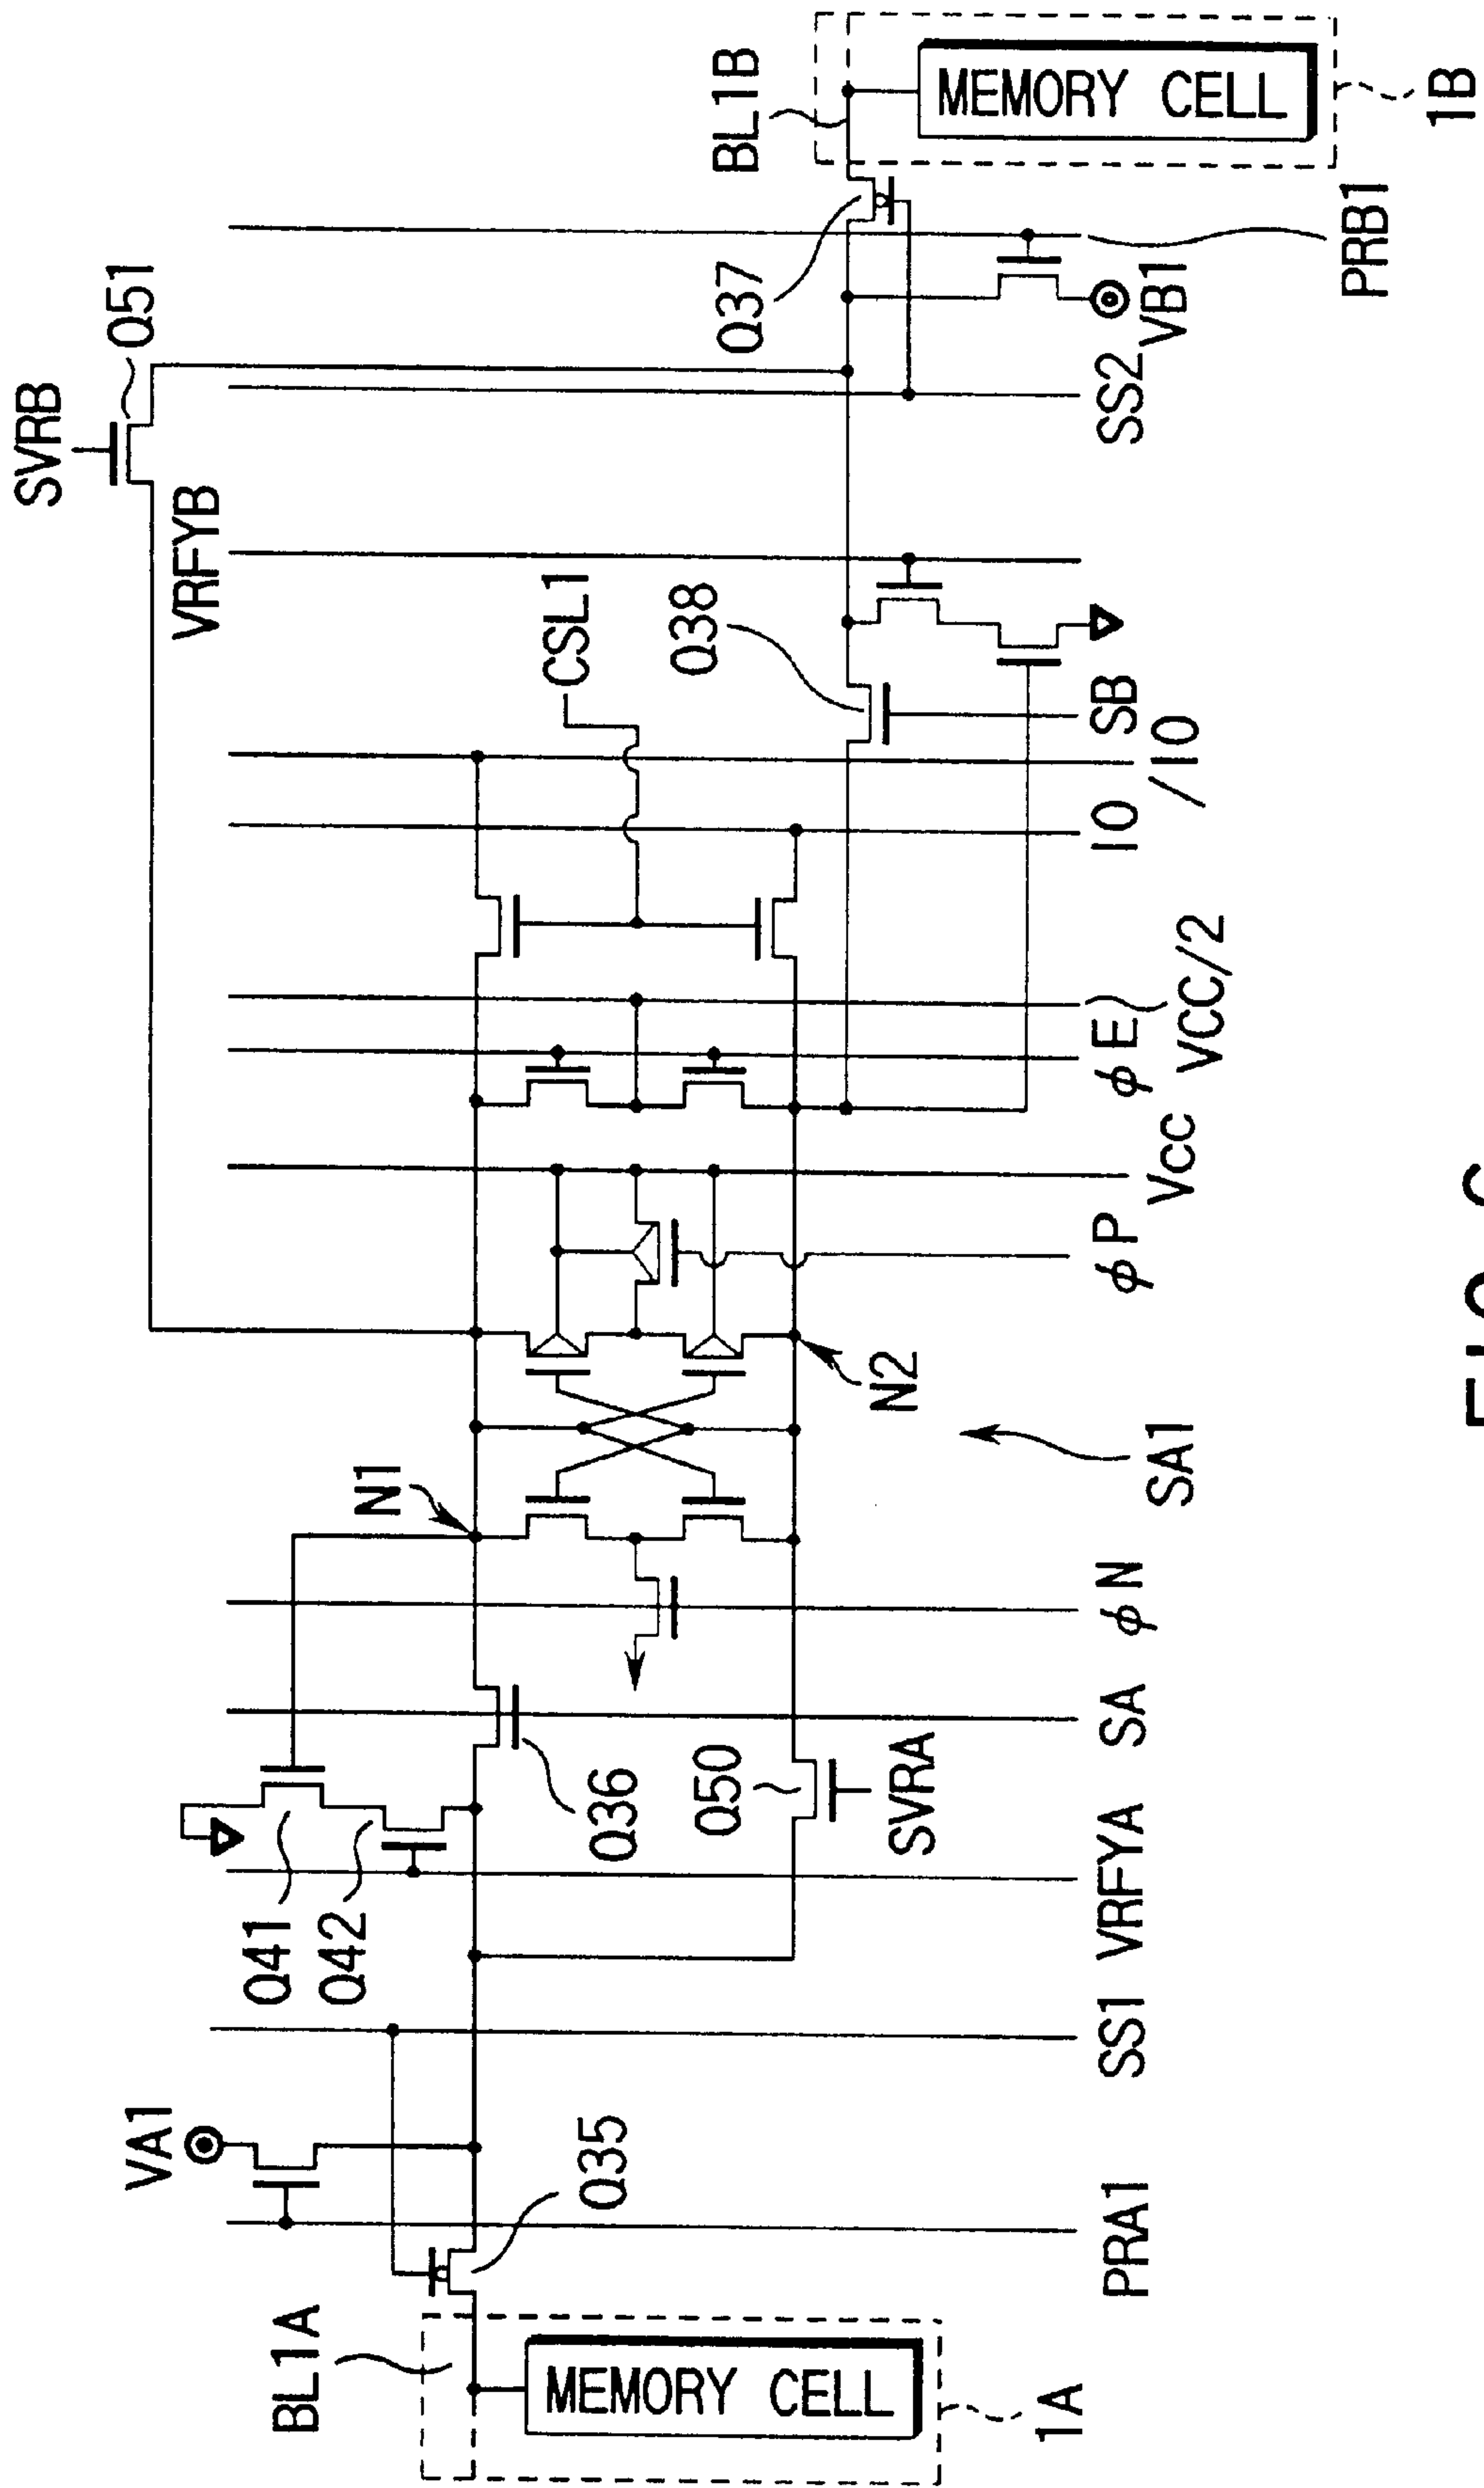 SVRB
Q51
VRFYB
BL1B
MEMORY CELL
1B
Q37
PRB1
VB1
SS2
CSL1
Q38
SB
/IO
IO
VCC/2
φE
Vcc
φP
N2
SA1
N1
φN
SA
Q36
Q50
SVRA
VRFYA
Q41
Q42
SS1
VA1
Q35
PRA1
BL1A
MEMORY CELL
1A